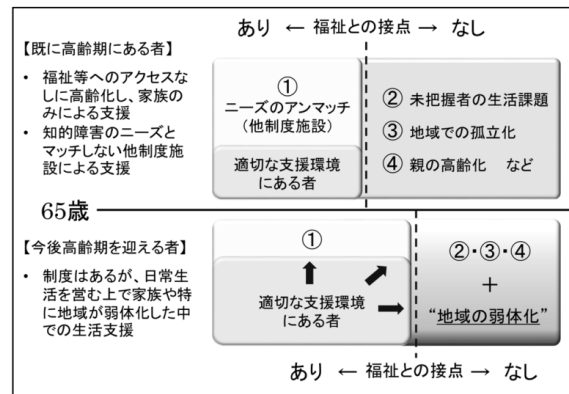 あり ← 福祉との接点 → なし
【既に高齢期にある者】
• 福祉等へのアクセスな
しに高齢化し、家族の
みによる支援
• 知的障害のニーズと
マッチしない他制度施
設による支援
①
ニーズのアンマッチ
(他制度施設)
適切な支援環境
にある者
② 未把握者の生活課題
③ 地域での孤立化
④ 親の高齢化 など
65歳
【今後高齢期を迎える者】
• 制度はあるが、日常生
活を営む上で家族や特
に地域が弱体化した中
での生活支援
①
適切な支援環境
にある者
②・③・④
+
“地域の弱体化”
あり ← 福祉との接点 → なし